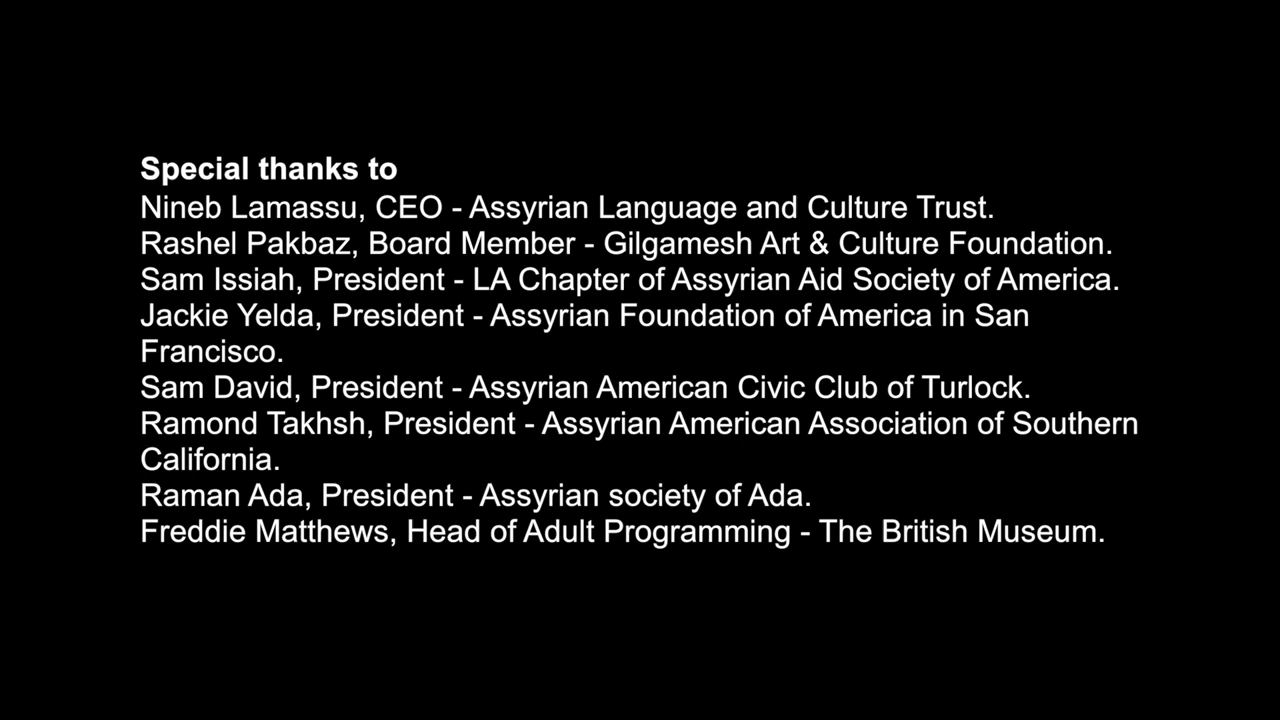 Special thanks to
Nineb Lamassu, CEO - Assyrian Language and Culture Trust.
Rashel Pakbaz, Board Member - Gilgamesh Art & Culture Foundation.
Sam Issiah, President - LA Chapter of Assyrian Aid Society of America.
Jackie Yelda, President - Assyrian Foundation of America in San
Francisco.
Sam David, President - Assyrian American Civic Club of Turlock.
Ramond Takhsh, President - Assyrian American Association of Southern
California.
Raman Ada, President - Assyrian society of Ada.
Freddie Matthews, Head of Adult Programming - The British Museum.